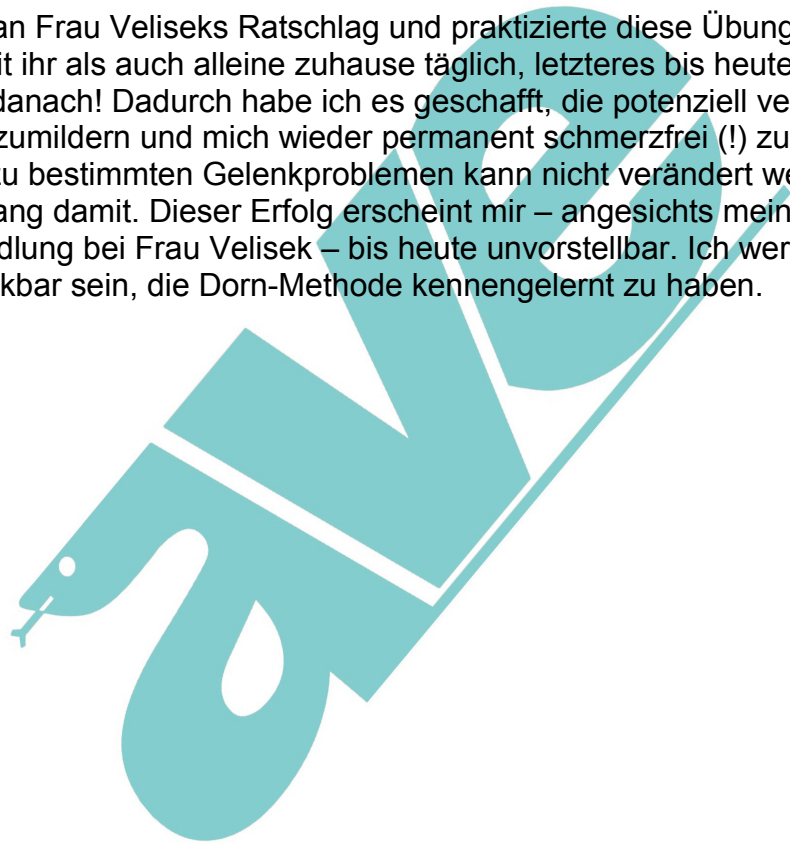 an Frau Veliseks Ratschlag und praktizierte diese Übung
it ihr als auch alleine zuhause täglich, letzteres bis heute
danach! Dadurch habe ich es geschafft, die potenziell ve
zumildern und mich wieder permanent schmerzfrei (!) zu
zu bestimmten Gelenkproblemen kann nicht verändert we
ang damit. Dieser Erfolg erscheint mir – angesichts mein
dlung bei Frau Velisek – bis heute unvorstellbar. Ich wer
kbar sein, die Dorn-Methode kennengelernt zu haben.
ave